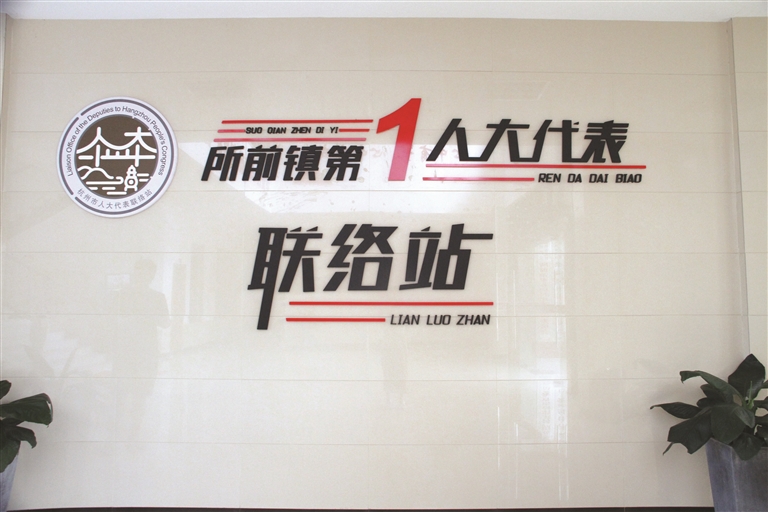 Liaison Office of the Deputies to Hangzhou People's Congress
杭州市人大代表联络站
SUO QIAN ZHEN DI YI
所前镇第1人大代表
REN DA DAI BIAO
联络站
LIAN LUO ZHAN